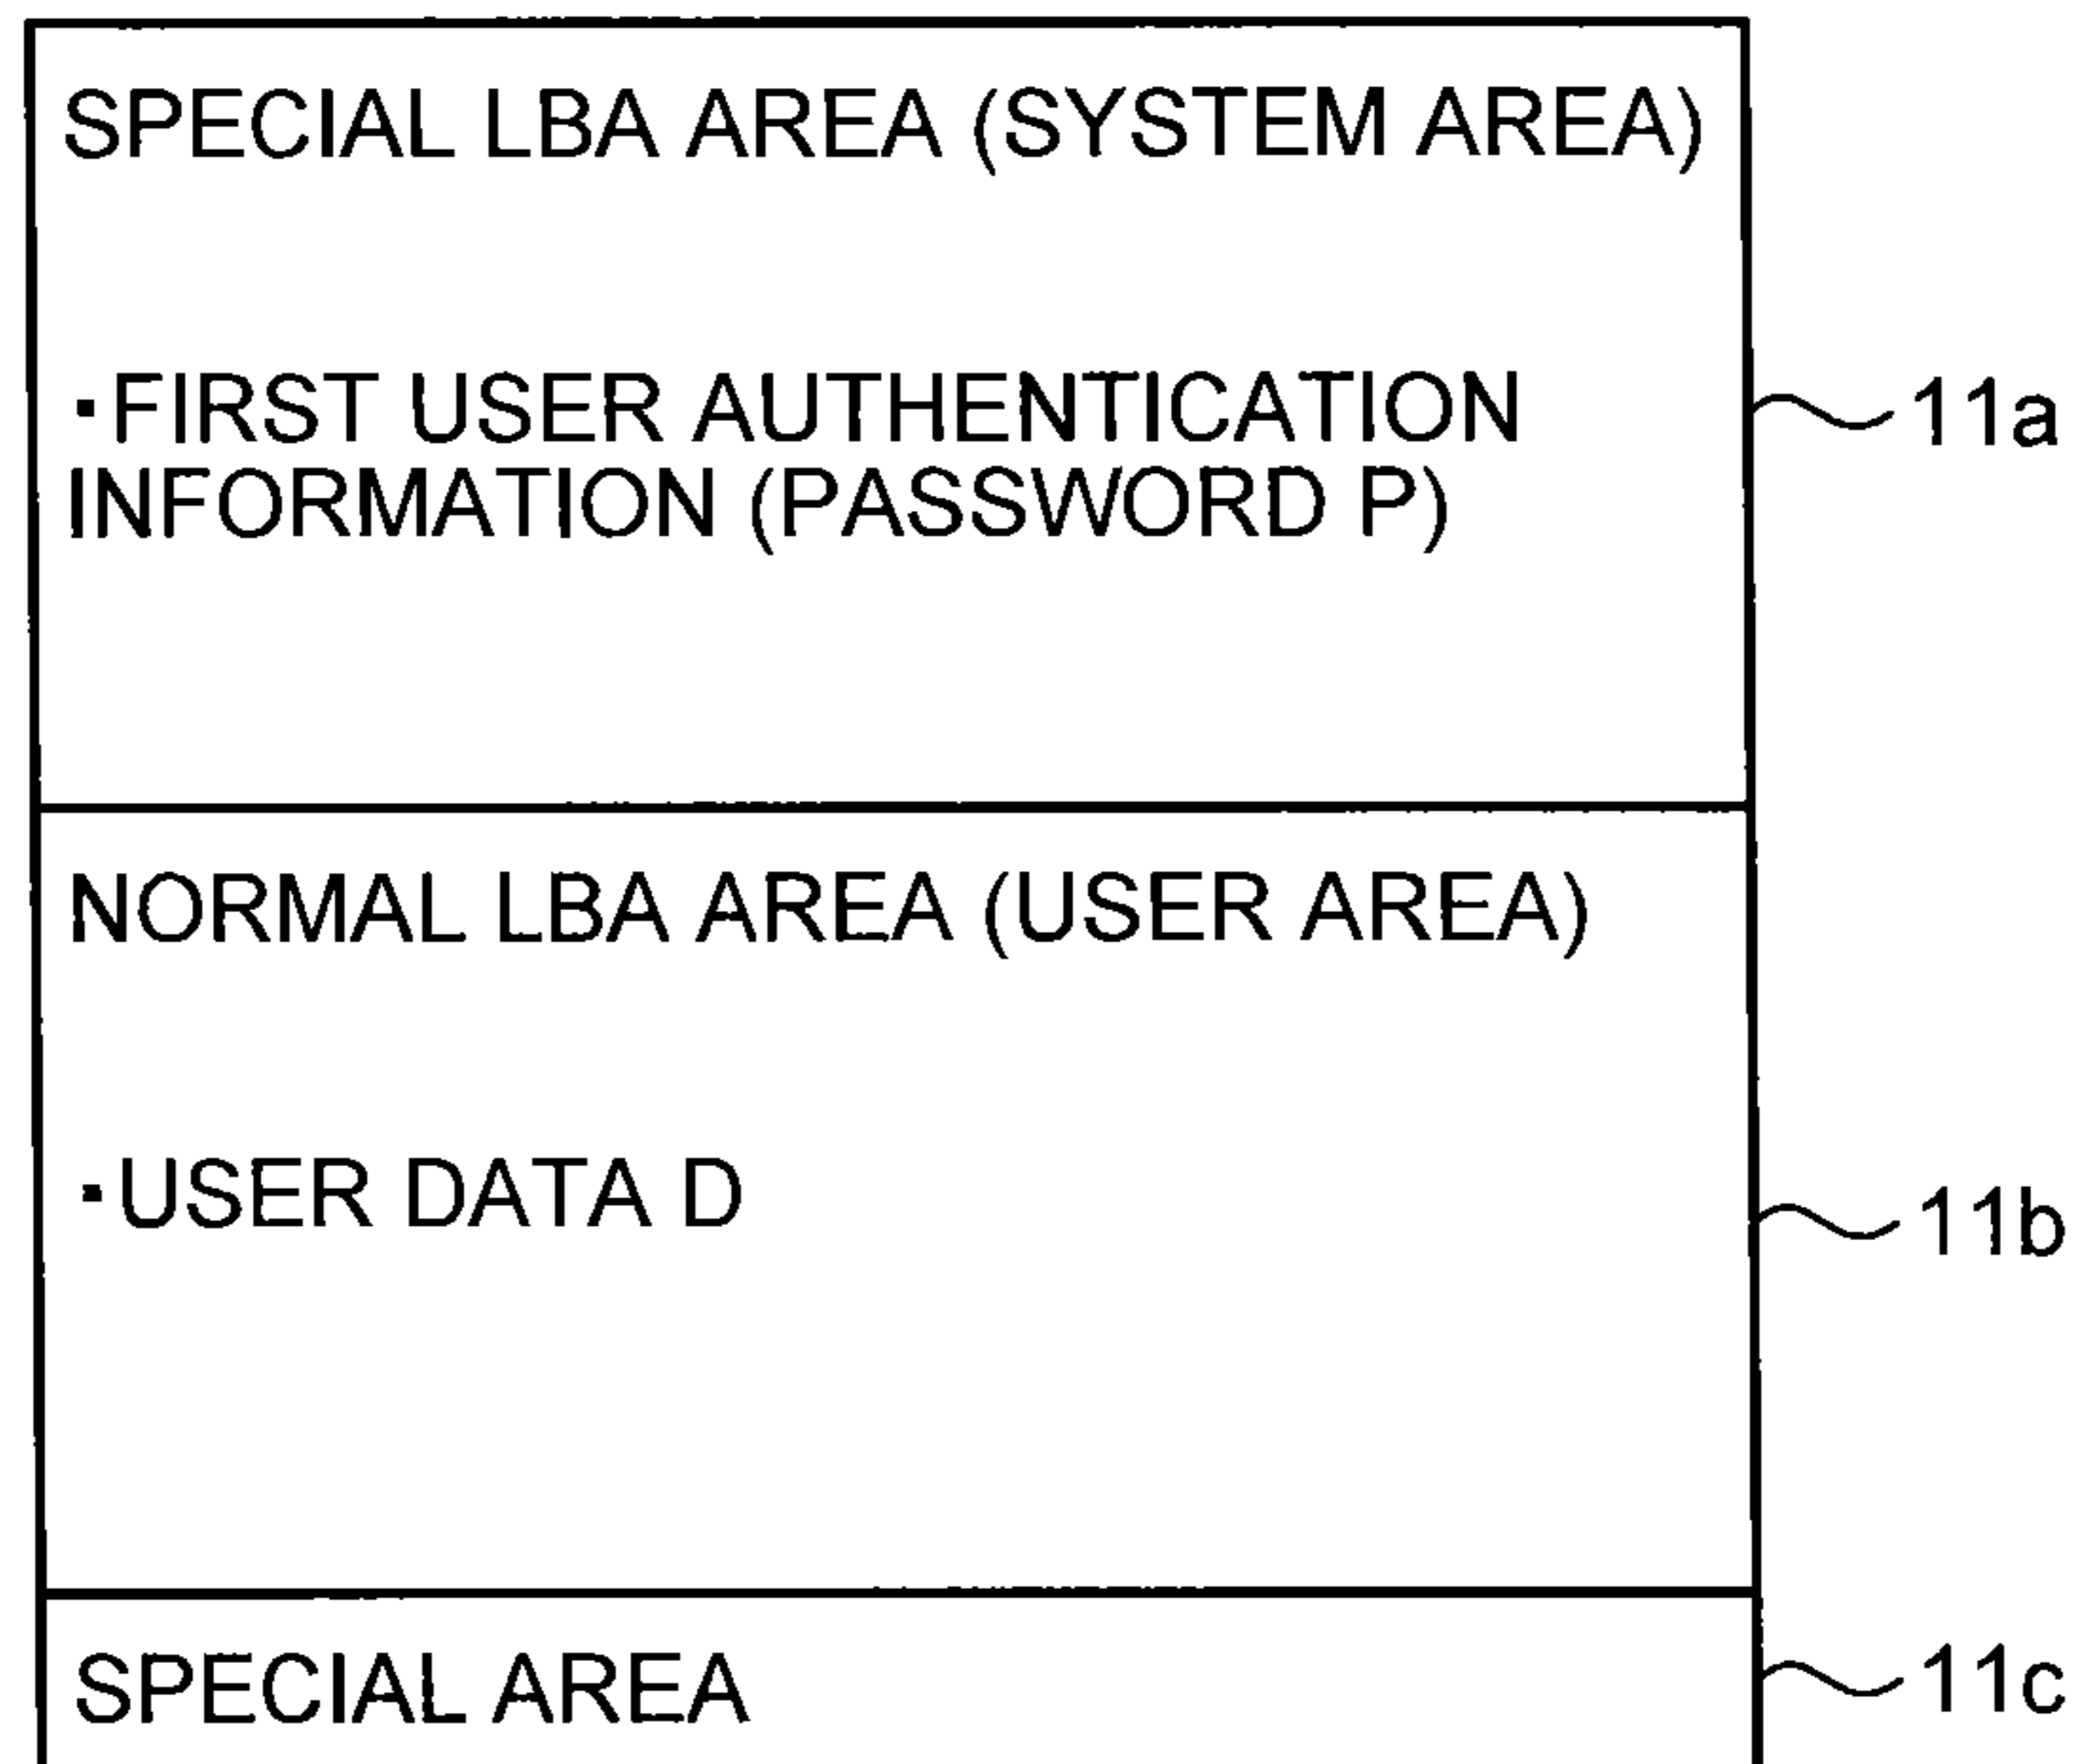 SPECIAL LBA AREA (SYSTEM AREA)
▪FIRST USER AUTHENTICATION
INFORMATION (PASSWORD P)
11a
NORMAL LBA AREA (USER AREA)
▪USER DATA D
11b
SPECIAL AREA
11c